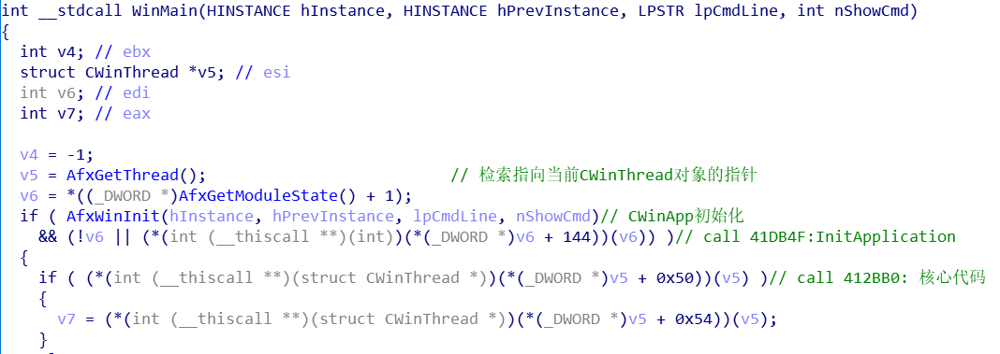 int __stdcall WinMain(HINSTANCE hInstance, HINSTANCE hPrevInstance, LPSTR lpCmdLine, int nShowCmd)
{
int v4; // ebx
struct CWinThread *v5; // esi
int v6; // edi
int v7; // eax
v4 = -1;
v5 = AfxGetThread(); // 检索指向当前CWinThread对象的指针
v6 = *((_DWORD *)AfxGetModuleState() + 1);
if ( AfxWinInit(hInstance, hPrevInstance, lpCmdLine, nShowCmd)// CWinApp初始化
&& (!v6 || (*(int (__thiscall **)(int))(*(_DWORD *)v6 + 144))(v6)) )// call 41DB4F:InitApplication
{
if ( (*(int (__thiscall **)(struct CWinThread *))(*(_DWORD *)v5 + 0x50))(v5) )// call 412BB0: 核心代码
{
v7 = (*(int (__thiscall **)(struct CWinThread *))(*(_DWORD *)v5 + 0x54))(v5);
}